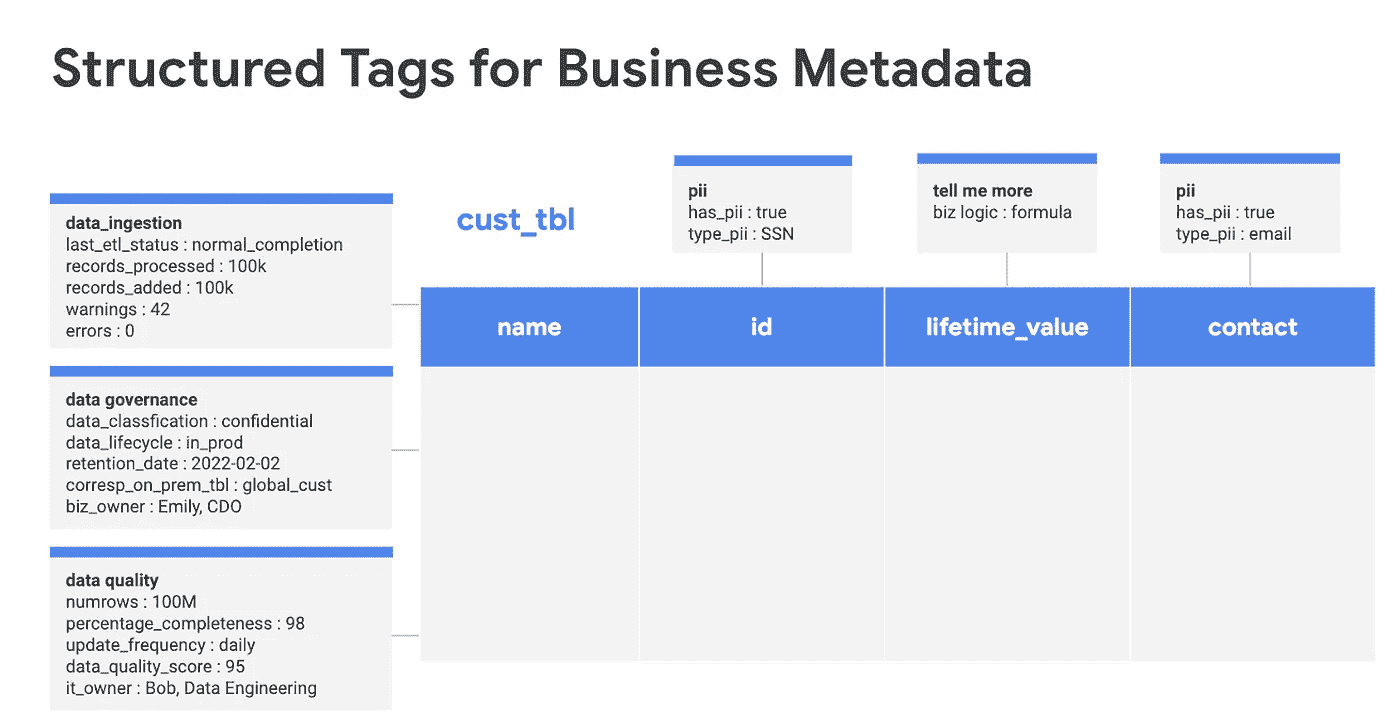 Structured Tags for Business Metadata
data_ingestion
last_etl_status : normal_completion
records_processed : 100k
records_added : 100k
warnings : 42
errors : 0
data governance
data_classfication : confidential
data_lifecycle : in_prod
retention_date : 2022-02-02
corresp_on_prem_tbl : global_cust
biz_owner : Emily, CDO
data quality
numrows : 100M
percentage_completeness : 98
update_frequency : daily
data_quality_score : 95
it_owner : Bob, Data Engineering
cust_tbl
pii
has_pii : true
type_pii : SSN
tell me more
biz logic : formula
pii
has_pii : true
type_pii : email
name
id
lifetime_value
contact